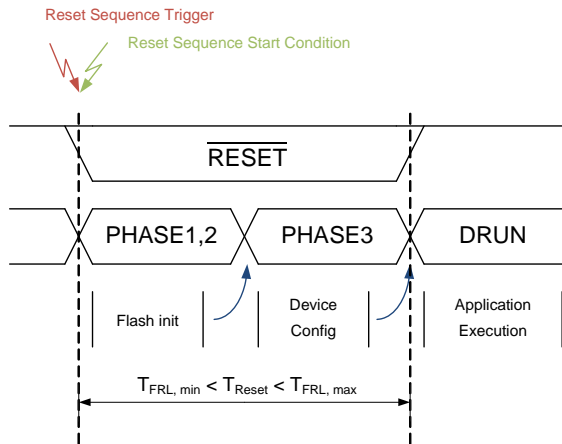 Reset Sequence Trigger
Reset Sequence Start Condition
RESET
PHASE1,2 PHASE3 DRUN
Flash init
Device
Config
Application
Execution
TFRL, min < TReset < TFRL, max